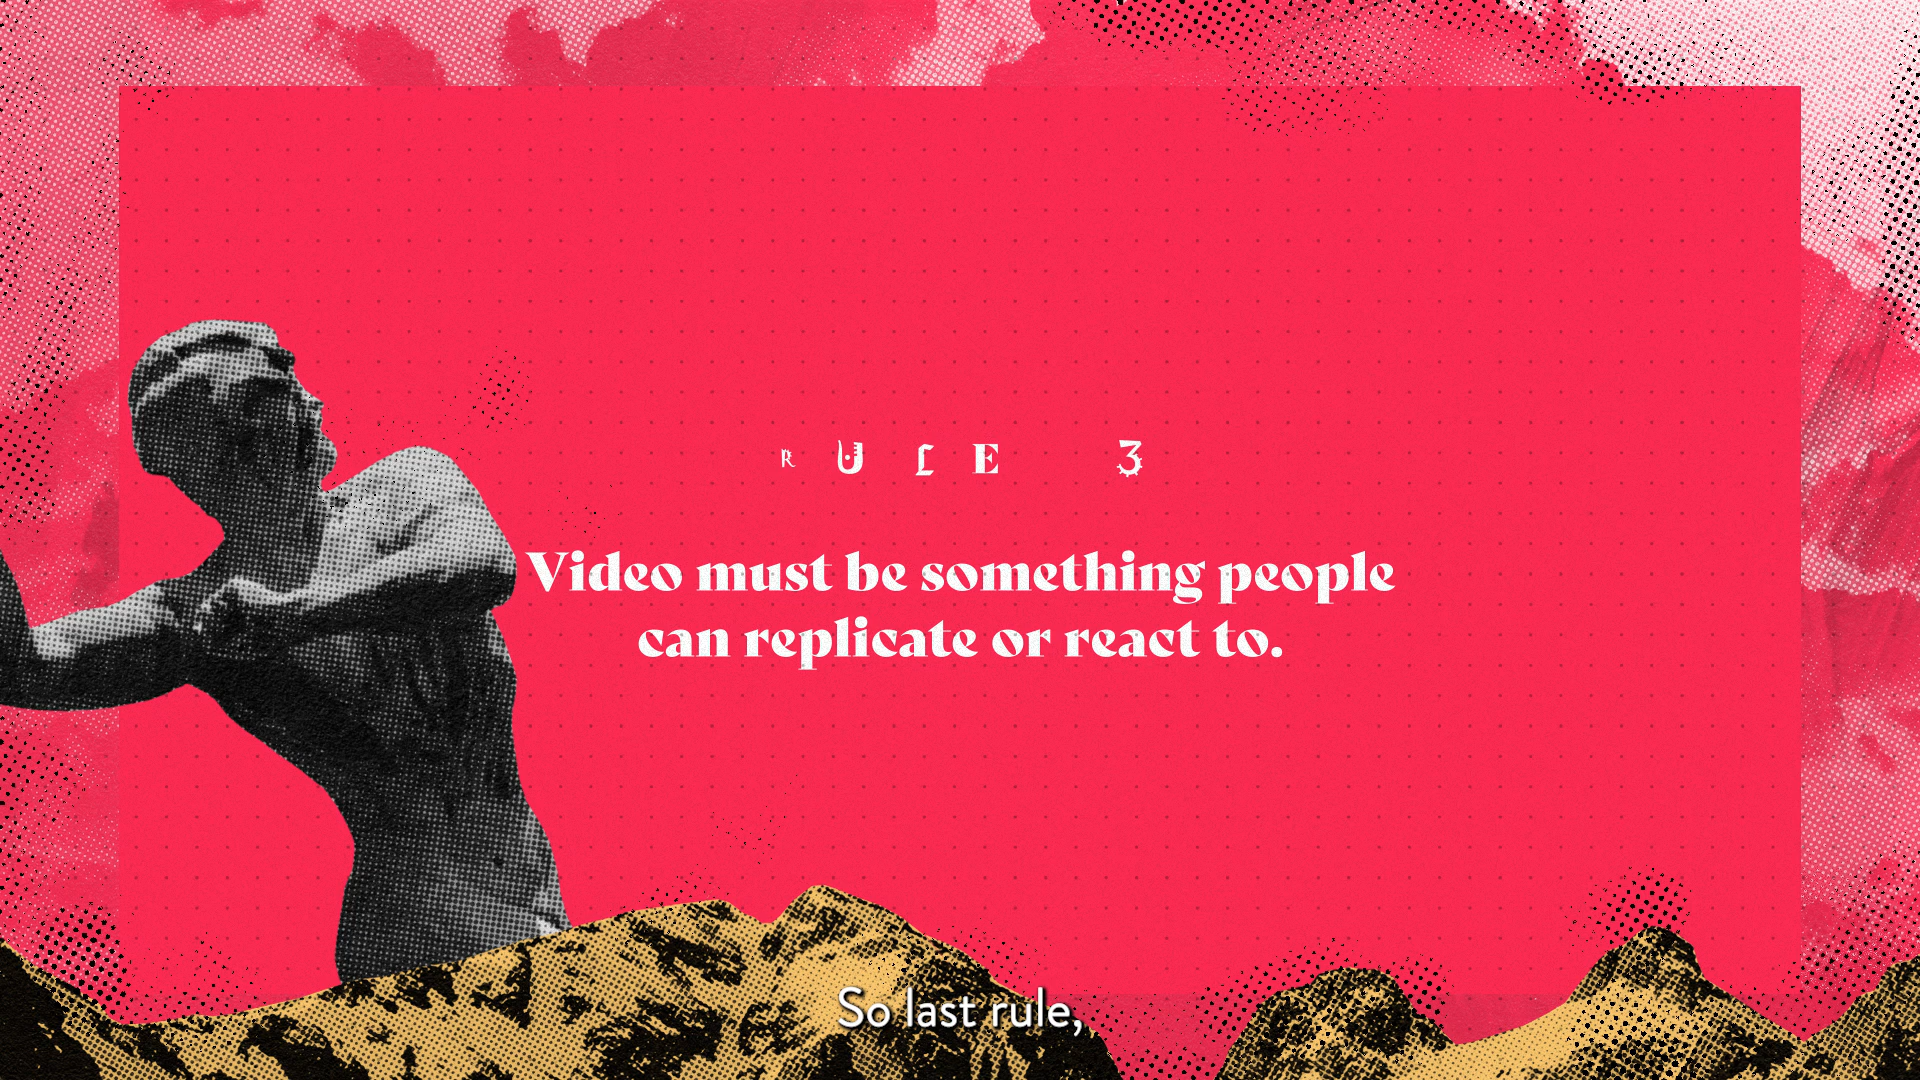 RULE 3
Video must be something people
can replicate or react to.
So last rule,